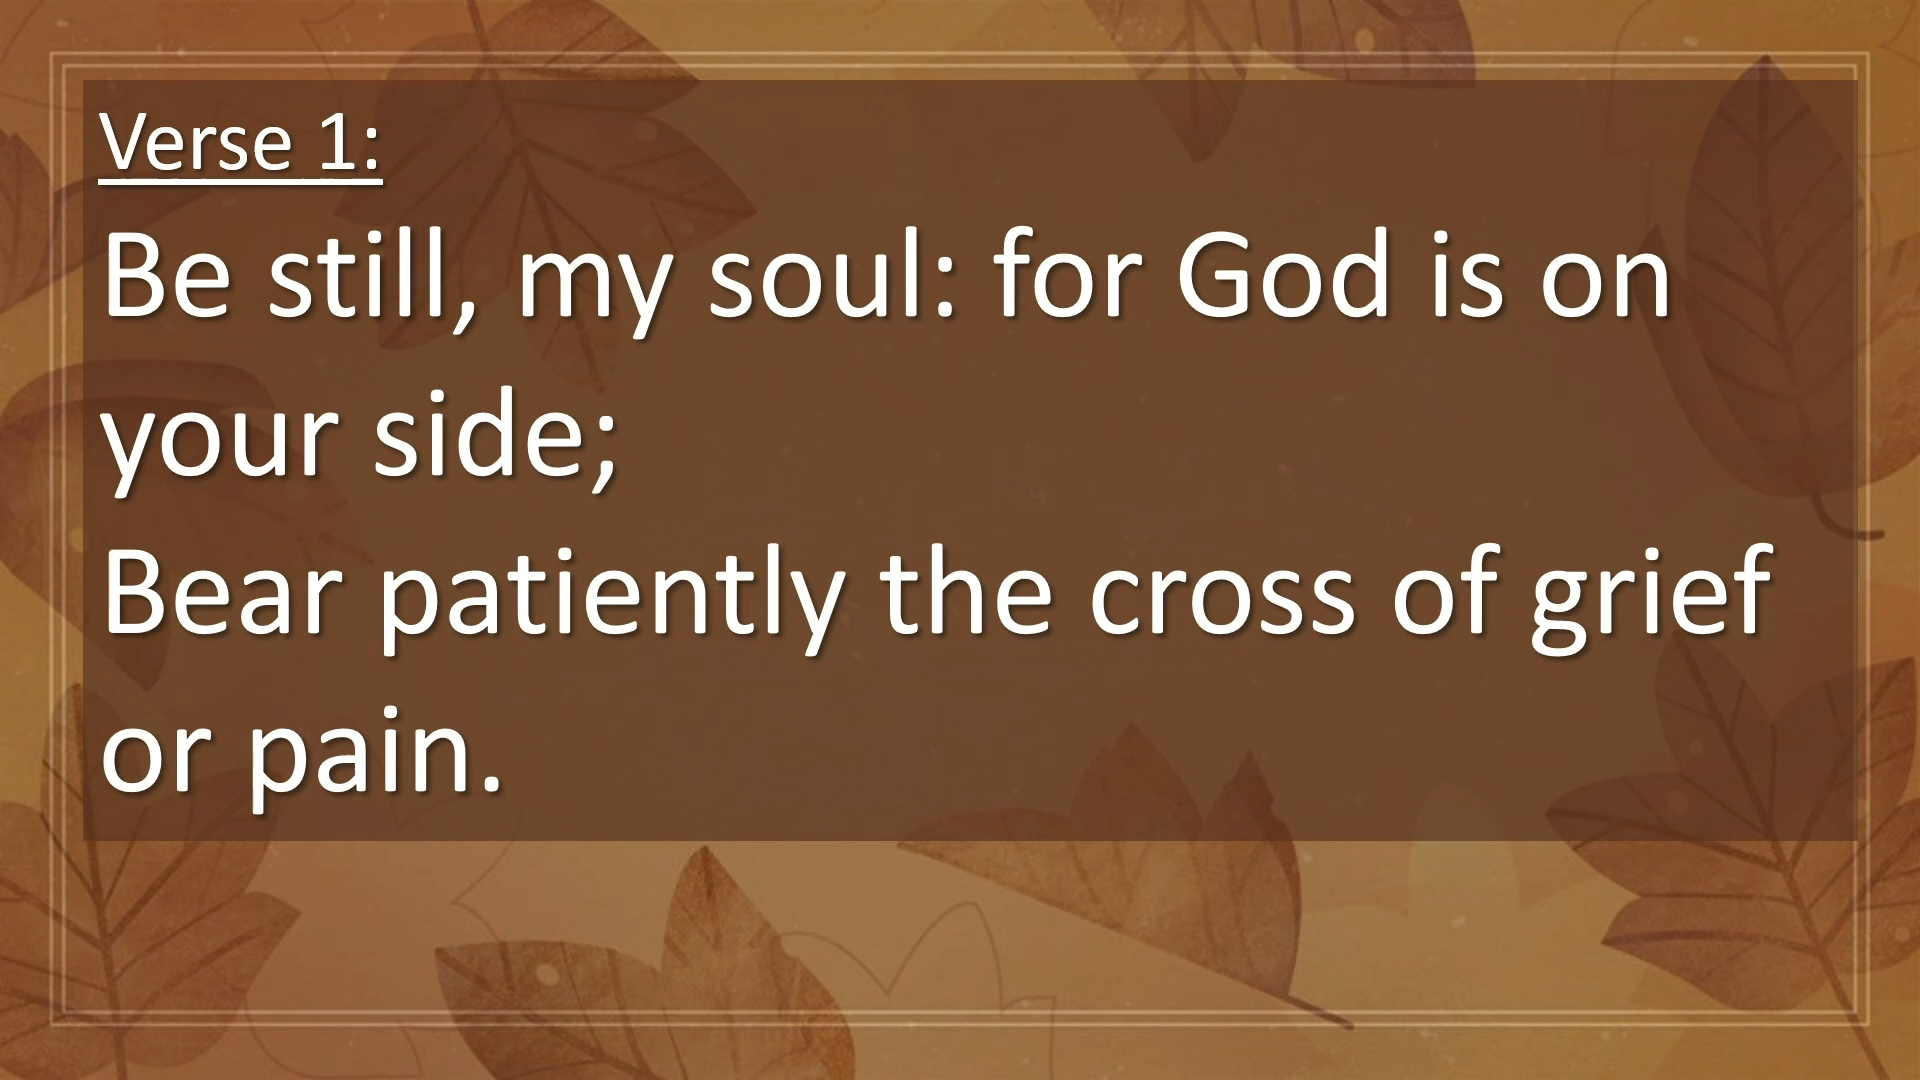 Verse 1:
Be still, my soul: for God is on
your side;
Bear patiently the cross of grief
or pain.